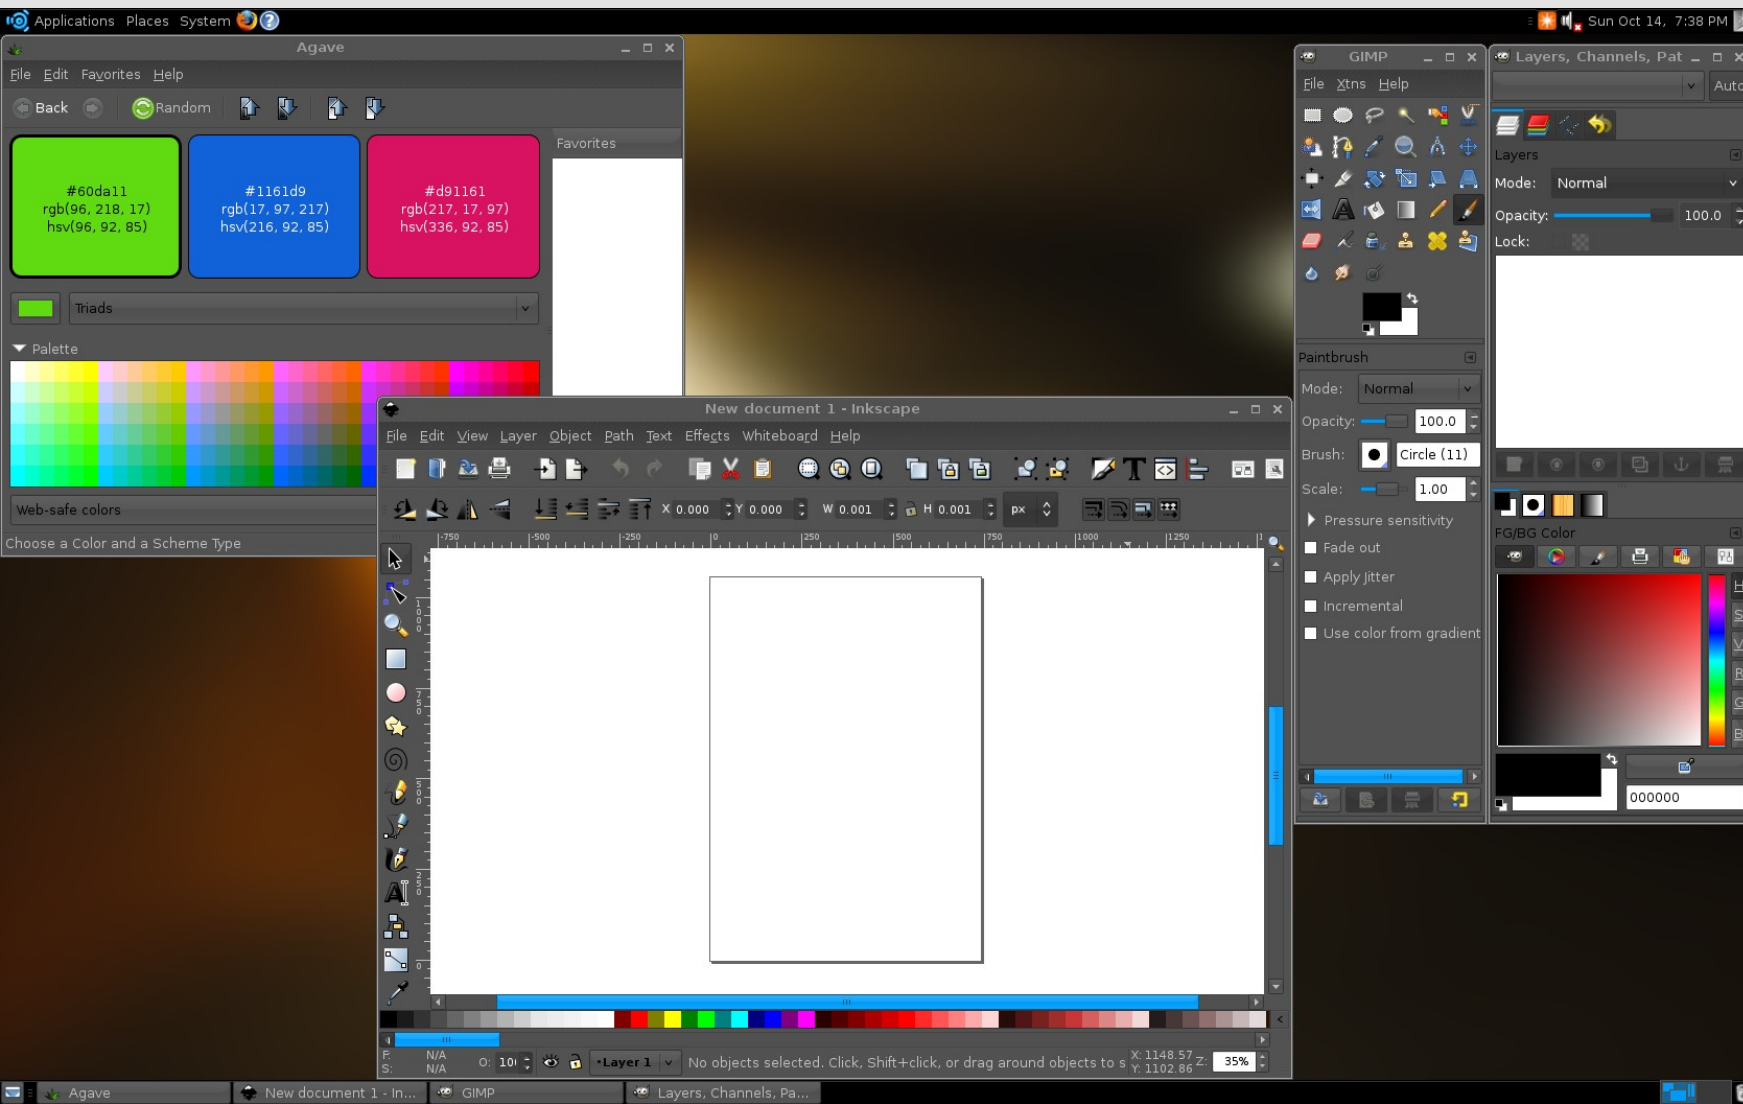 Applications Places System
Sun Oct 14, 7:38 PM
Agave
File Edit Favorites Help
Back Random
Favorites
#60da11
rgb(96, 218, 17)
hsv(96, 92, 85)
#1161d9
rgb(17, 97, 217)
hsv(216, 92, 85)
#d91161
rgb(217, 17, 97)
hsv(336, 92, 85)
Triads
Palette
Web-safe colors
Choose a Color and a Scheme Type
New document 1 - Inkscape
File Edit View Layer Object Path Text Effects Whiteboard Help
X 0.000 Y 0.000 W 0.001 H 0.001 px
-750 -500 -250 0 250 500 750 1000 1250
1000
750
500
250
0
F: N/A
S: N/A
O: 10
•Layer 1
No objects selected. Click, Shift+click, or drag around objects to s
X: 1148.57
Y: 1102.86
Z: 35%
GIMP
File Xtns Help
Paintbrush
Mode: Normal
Opacity: 100.0
Brush: Circle (11)
Scale: 1.00
Pressure sensitivity
Fade out
Apply Jitter
Incremental
Use color from gradient
Layers, Channels, Pat
Auto
Layers
Mode: Normal
Opacity: 100.0
Lock:
FG/BG Color
H
S
V
R
G
B
000000
Agave
New document 1 - In...
GIMP
Layers, Channels, Pa...